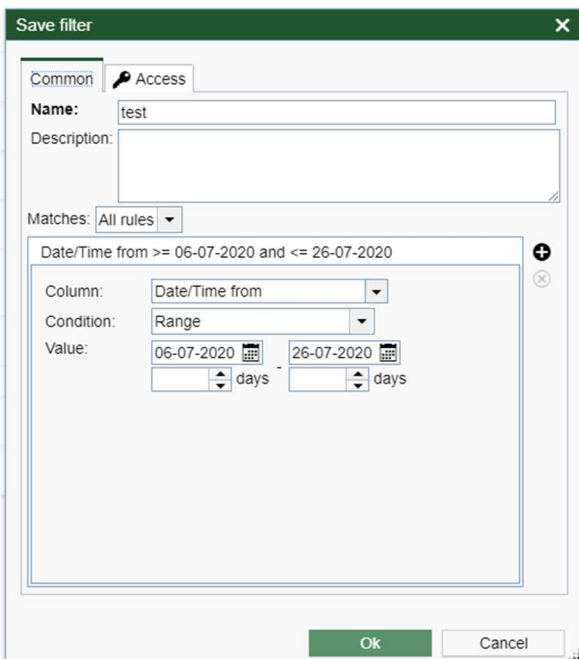 Save filter
Common Access
Name: test
Description:
Matches: All rules
Date/Time from >= 06-07-2020 and <= 26-07-2020
Column: Date/Time from
Condition: Range
Value: 06-07-2020 - 26-07-2020
days days
Ok Cancel